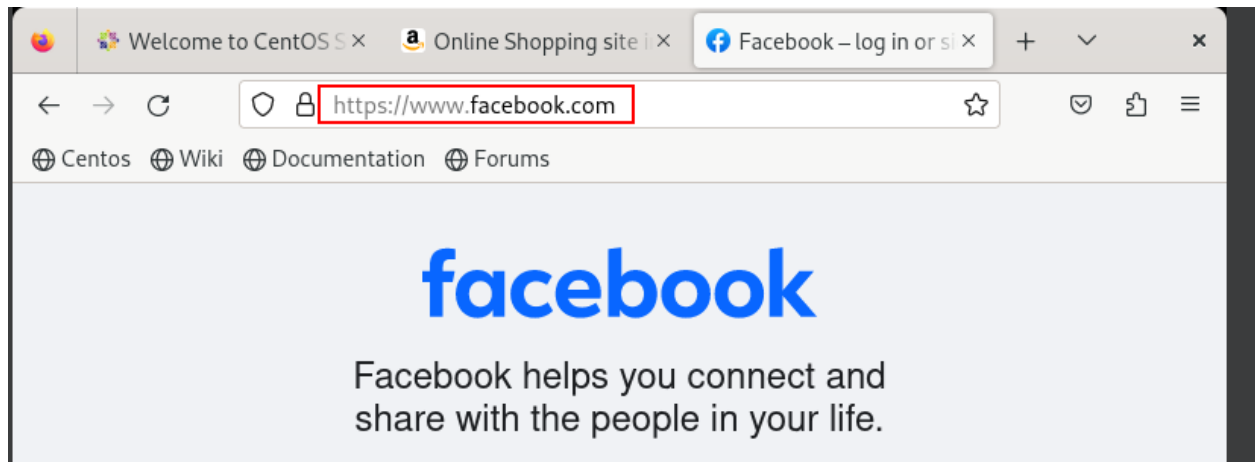 Welcome to CentOS S
Online Shopping site i
Facebook – log in or si
https://www.facebook.com
Centos Wiki Documentation Forums
facebook
Facebook helps you connect and
share with the people in your life.